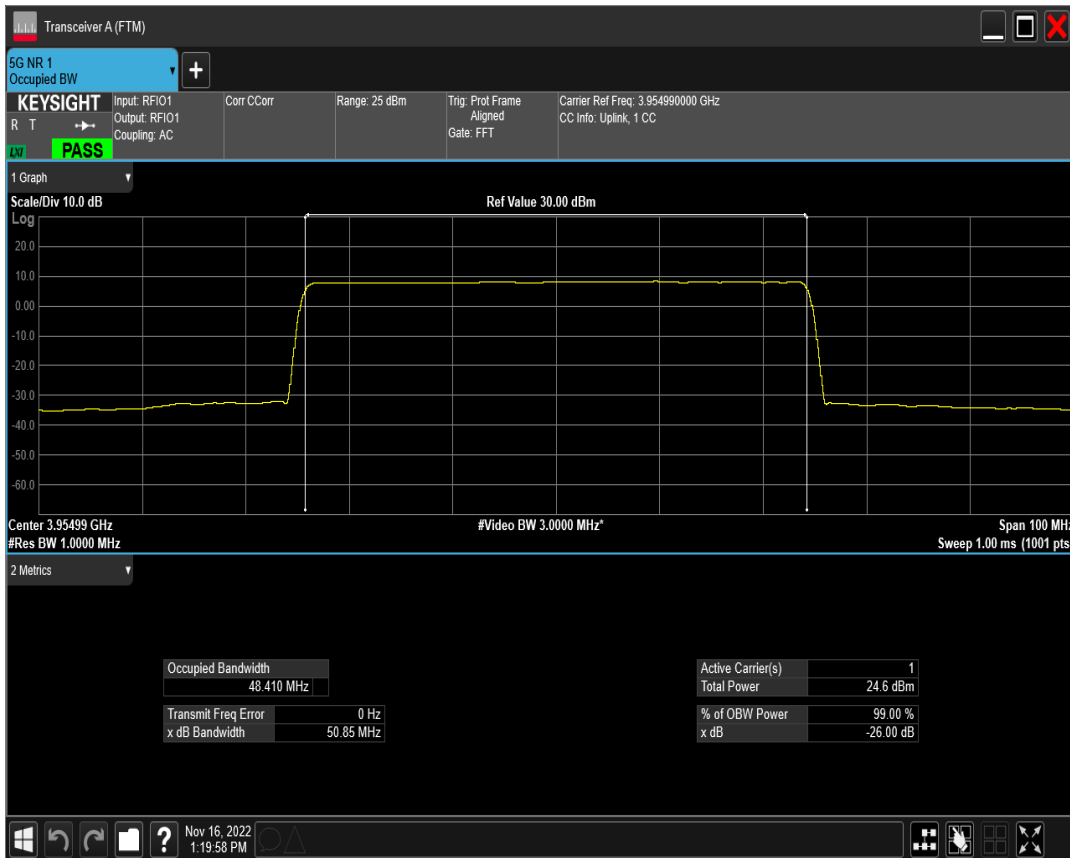 Transceiver A (FTM)
5G NR 1
Occupied BW
+
KEYSIGHT
R T
LXI
PASS
Input: RFIO1
Output: RFIO1
Coupling: AC
Corr CCorr
Range: 25 dBm
Trig: Prot Frame
Aligned
Gate: FFT
Carrier Ref Freq: 3.954990000 GHz
CC Info: Uplink, 1 CC
1 Graph
Scale/Div 10.0 dB
Ref Value 30.00 dBm
Log
20.0
10.0
0.00
-10.0
-20.0
-30.0
-40.0
-50.0
-60.0
Center 3.95499 GHz
#Video BW 3.0000 MHz*
Span 100 MHz
#Res BW 1.0000 MHz
Sweep 1.00 ms (1001 pts
2 Metrics
Occupied Bandwidth
48.410 MHz
Transmit Freq Error 0 Hz
x dB Bandwidth 50.85 MHz
Active Carrier(s) 1
Total Power 24.6 dBm
% of OBW Power 99.00 %
x dB -26.00 dB
?
Nov 16, 2022
1:19:58 PM